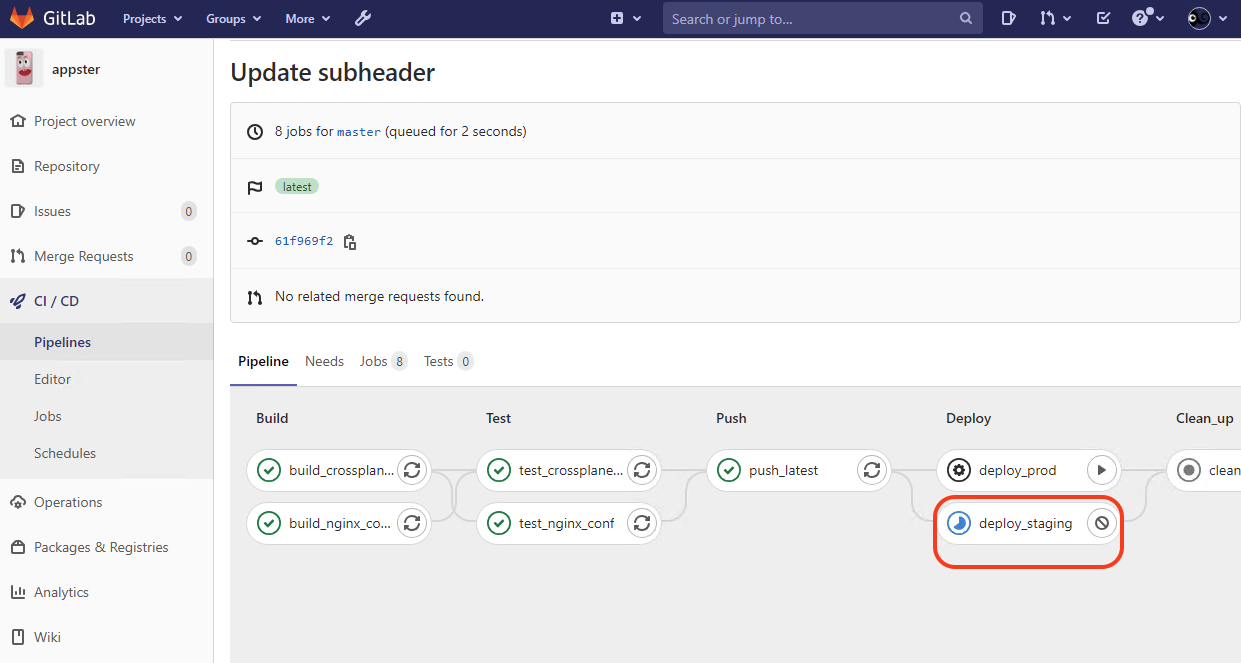 GitLab Projects Groups More Search or jump to...
appster
Update subheader
8 jobs for master (queued for 2 seconds)
latest
61f969f2
No related merge requests found.
Project overview
Repository
Issues 0
Merge Requests 0
CI / CD
Pipelines
Editor
Jobs
Schedules
Operations
Packages & Registries
Analytics
Wiki
Pipeline Needs Jobs 8 Tests 0
Build Test Push Deploy Clean_up
build_crossplan... test_crossplane... push_latest deploy_prod clean
build_nginx_co... test_nginx_conf deploy_staging